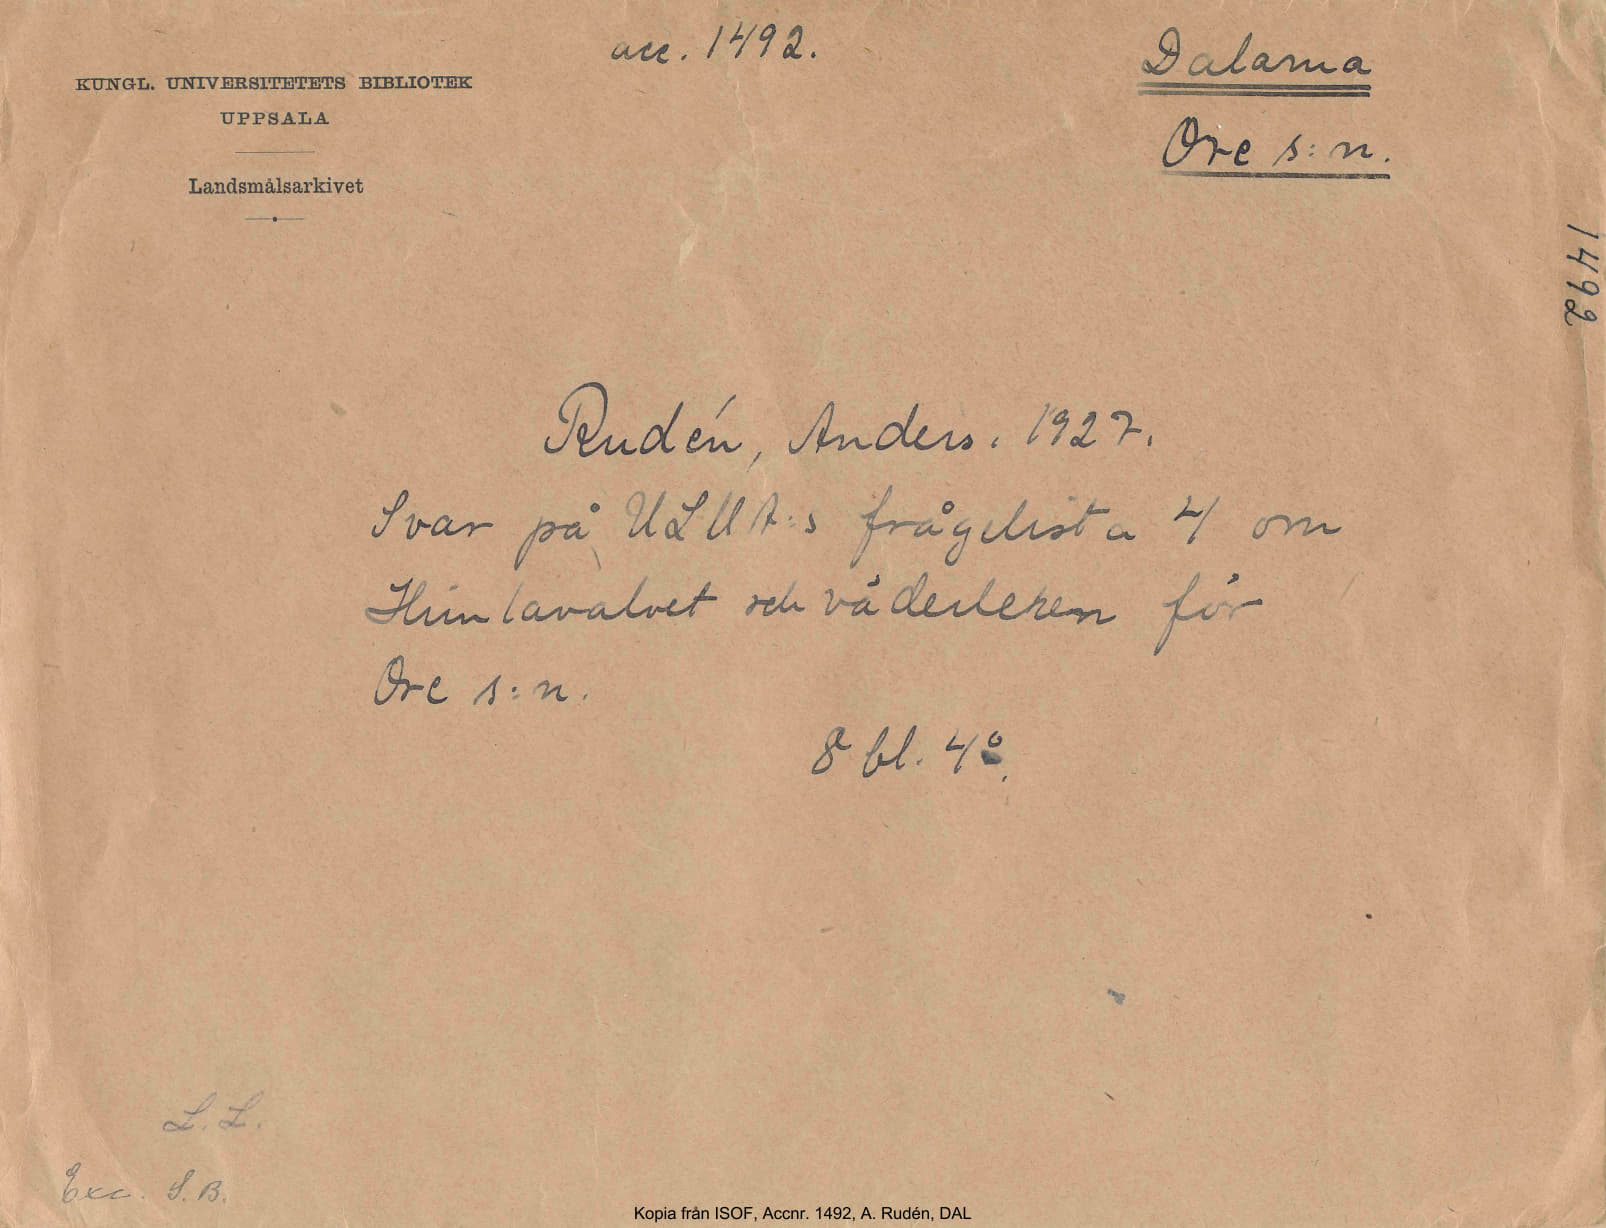 acc. 1492.
Dalarna
KUNGL. UNIVERSITETETS BIBLIOTEK
UPPSALA
Ore s:n.
Landsmålsarkivet
1492
Rudén, Anders. 1927.
Svar på ULMA:s frågelista 4 om
Himlavalvet och väderleken för
Ore s:n.
8 bl. 4º.
L. L.
Exc. S.B.
Kopia från ISOF, Accnr. 1492, A. Rudén, DAL